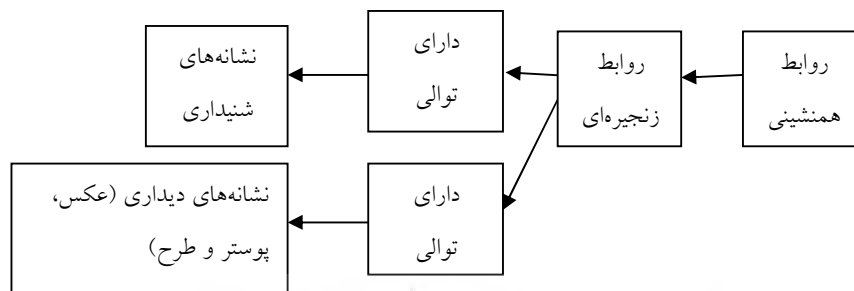 روابط
همنشینی
روابط
زنجیره‌ای
دارای
توالی
نشانه‌های
شنیداری
دارای
توالی
نشانه‌های دیداری (عکس،
پوستر و طرح)